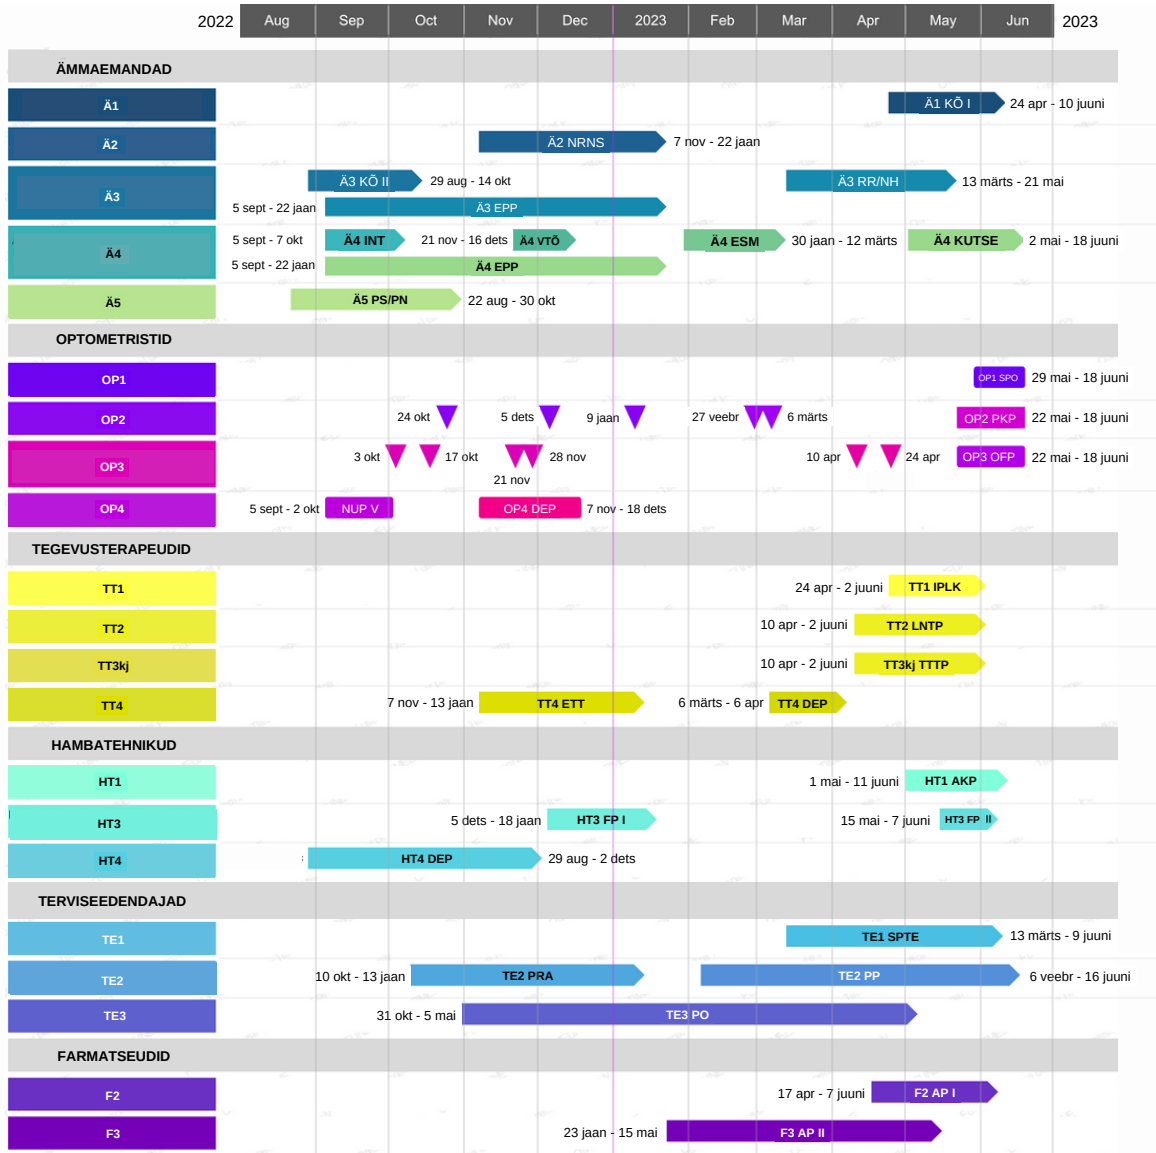 2022 Aug Sep Oct Nov Dec 2023 Feb Mar Apr May Jun 2023
ÄMMAEMANDAD
Ä1 Ä1 KÕ I 24 apr - 10 juuni
Ä2 Ä2 NRNS 7 nov - 22 jaan
Ä3 Ä3 KÕ II 29 aug - 14 okt Ä3 RR/NH 13 märts - 21 mai
5 sept - 22 jaan Ä3 EPP
Ä4 5 sept - 7 okt Ä4 INT 21 nov - 16 dets Ä4 VTÕ Ä4 ESM 30 jaan - 12 märts Ä4 KUTSE 2 mai - 18 juuni
5 sept - 22 jaan Ä4 EPP
Ä5 Ä5 PS/PN 22 aug - 30 okt
OPTOMETRISTID
OP1 OP1 SPO 29 mai - 18 juuni
OP2 24 okt 5 dets 9 jaan 27 veebr 6 märts OP2 PKP 22 mai - 18 juuni
OP3 3 okt 17 okt 28 nov 10 apr 24 apr OP3 OFP 22 mai - 18 juuni
21 nov
OP4 5 sept - 2 okt NUP V OP4 DEP 7 nov - 18 dets
TEGEVUSTERAPEUDID
TT1 24 apr - 2 juuni TT1 IPLK
TT2 10 apr - 2 juuni TT2 LNTP
TT3kj 10 apr - 2 juuni TT3kj TTTP
TT4 7 nov - 13 jaan TT4 ETT 6 märts - 6 apr TT4 DEP
HAMBATEHNIKUD
HT1 1 mai - 11 juuni HT1 AKP
HT3 5 dets - 18 jaan HT3 FP I 15 mai - 7 juuni HT3 FP II
HT4 HT4 DEP 29 aug - 2 dets
TERVISEEDENDAJAD
TE1 TE1 SPTE 13 märts - 9 juuni
TE2 10 okt - 13 jaan TE2 PRA TE2 PP 6 veebr - 16 juuni
TE3 31 okt - 5 mai TE3 PO
FARMATSEUDID
F2 17 apr - 7 juuni F2 AP I
F3 23 jaan - 15 mai F3 AP II